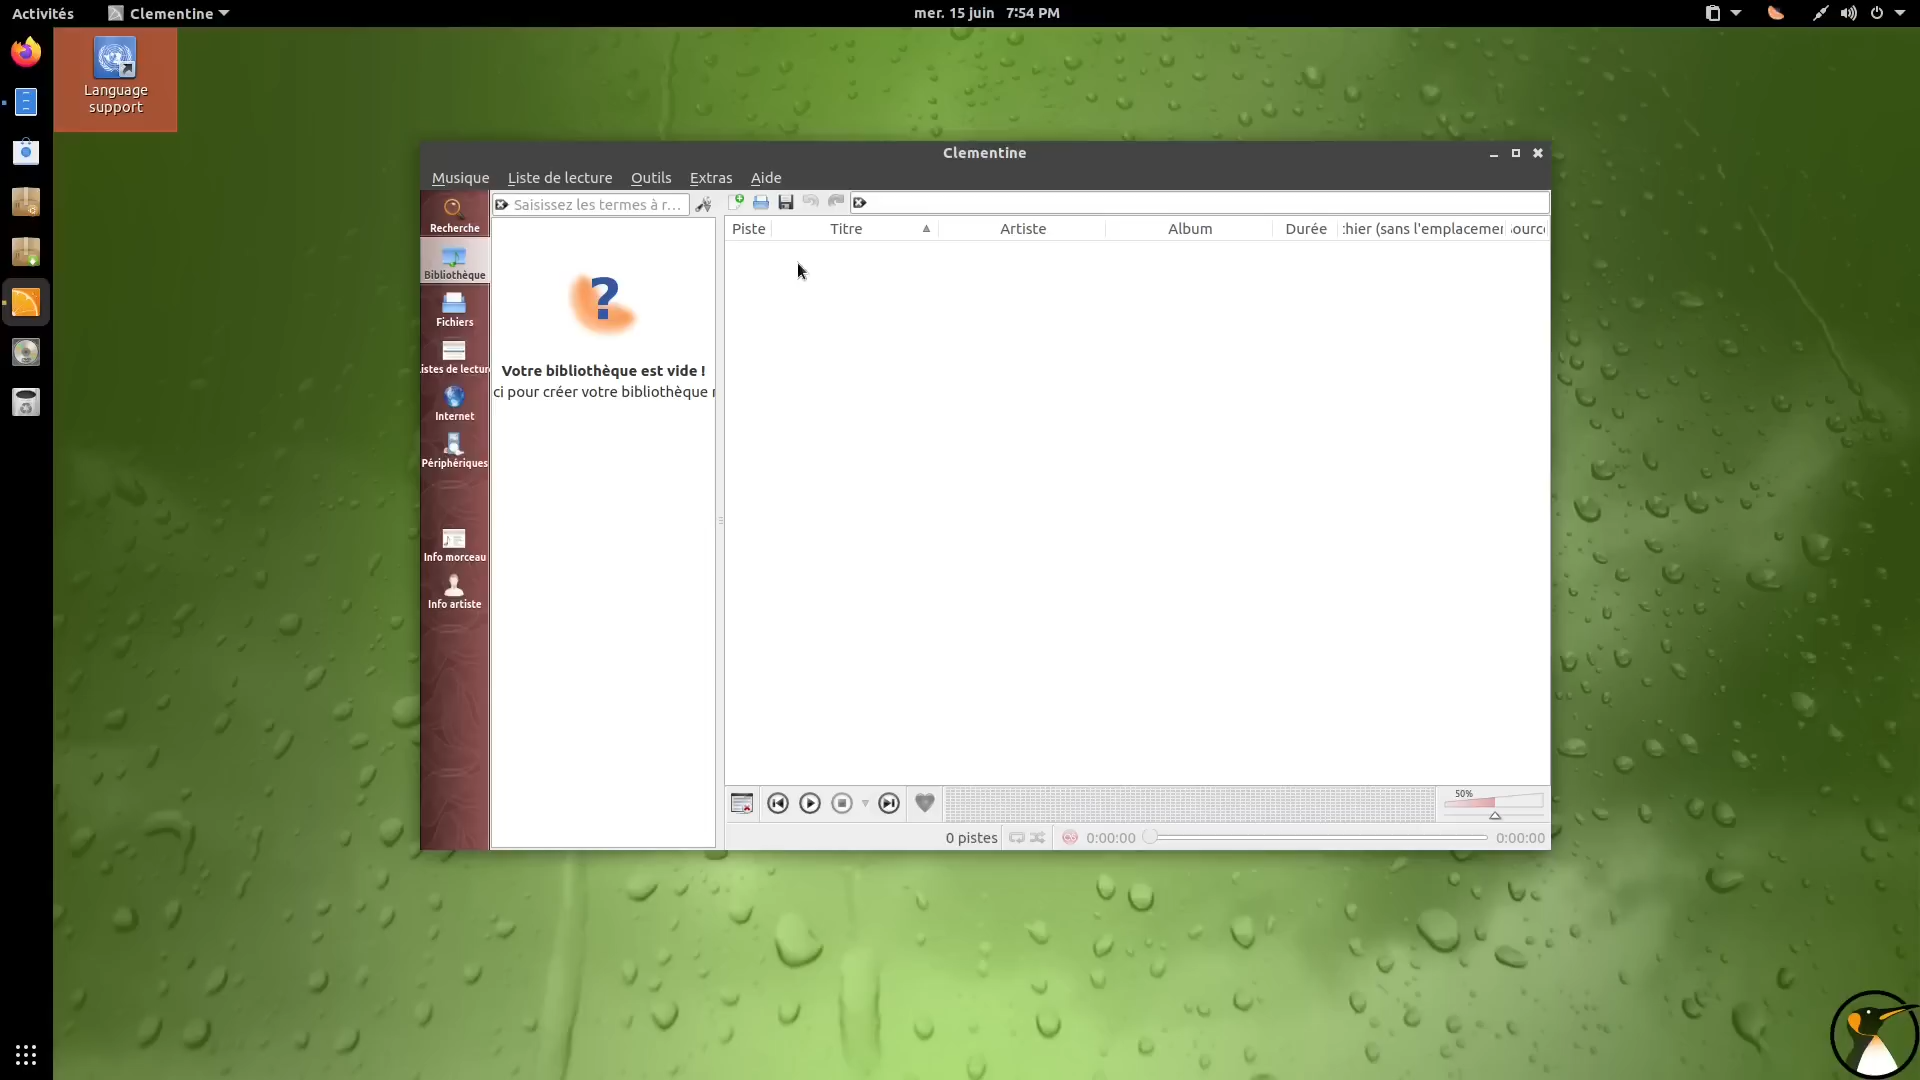 Activités
Clementine
mer. 15 juin 7:54 PM
Language
support
Clementine
Musique Liste de lecture Outils Extras Aide
Saisissez les termes à r...
Piste Titre Artiste Album Durée (sans l'emplacemer
Recherche
Bibliothèque
Fichiers
istes de lectur
Internet
Périphériques
Info morceau
Info artiste
?
Votre bibliothèque est vide !
ci pour créer votre bibliothèque
50%
0 pistes 0:00:00 0:00:00